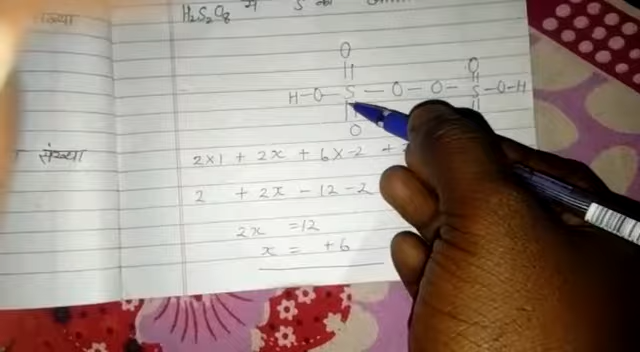 संख्या
H₂S₂O₈ में S का
O
||
O
||
H-O-S-O-O-S-O-H
||
||
O
संख्या
2×1 + 2x + 6×-2 +
2 + 2x - 12 - 2
2x = 12
x = +6